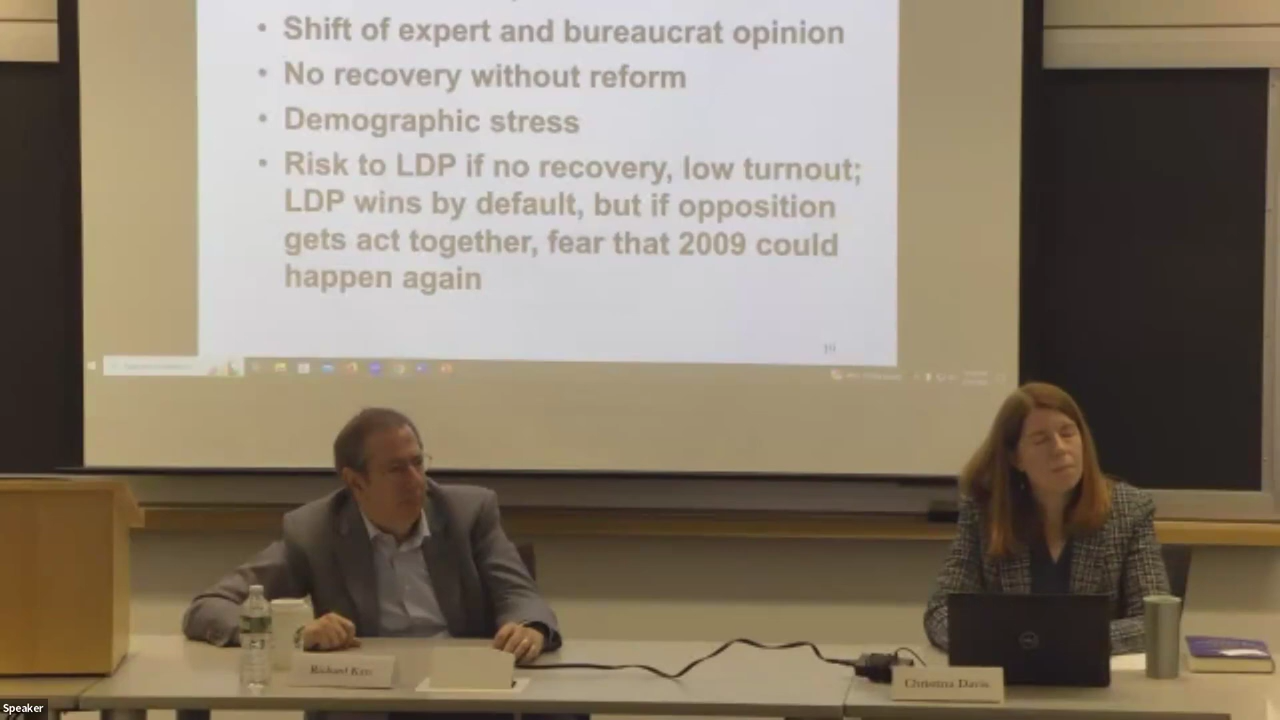 • Shift of expert and bureaucrat opinion
• No recovery without reform
• Demographic stress
• Risk to LDP if no recovery, low turnout;
LDP wins by default, but if opposition
gets act together, fear that 2009 could
happen again
19
Richard Katz
Christina Davis
DELL
Speaker